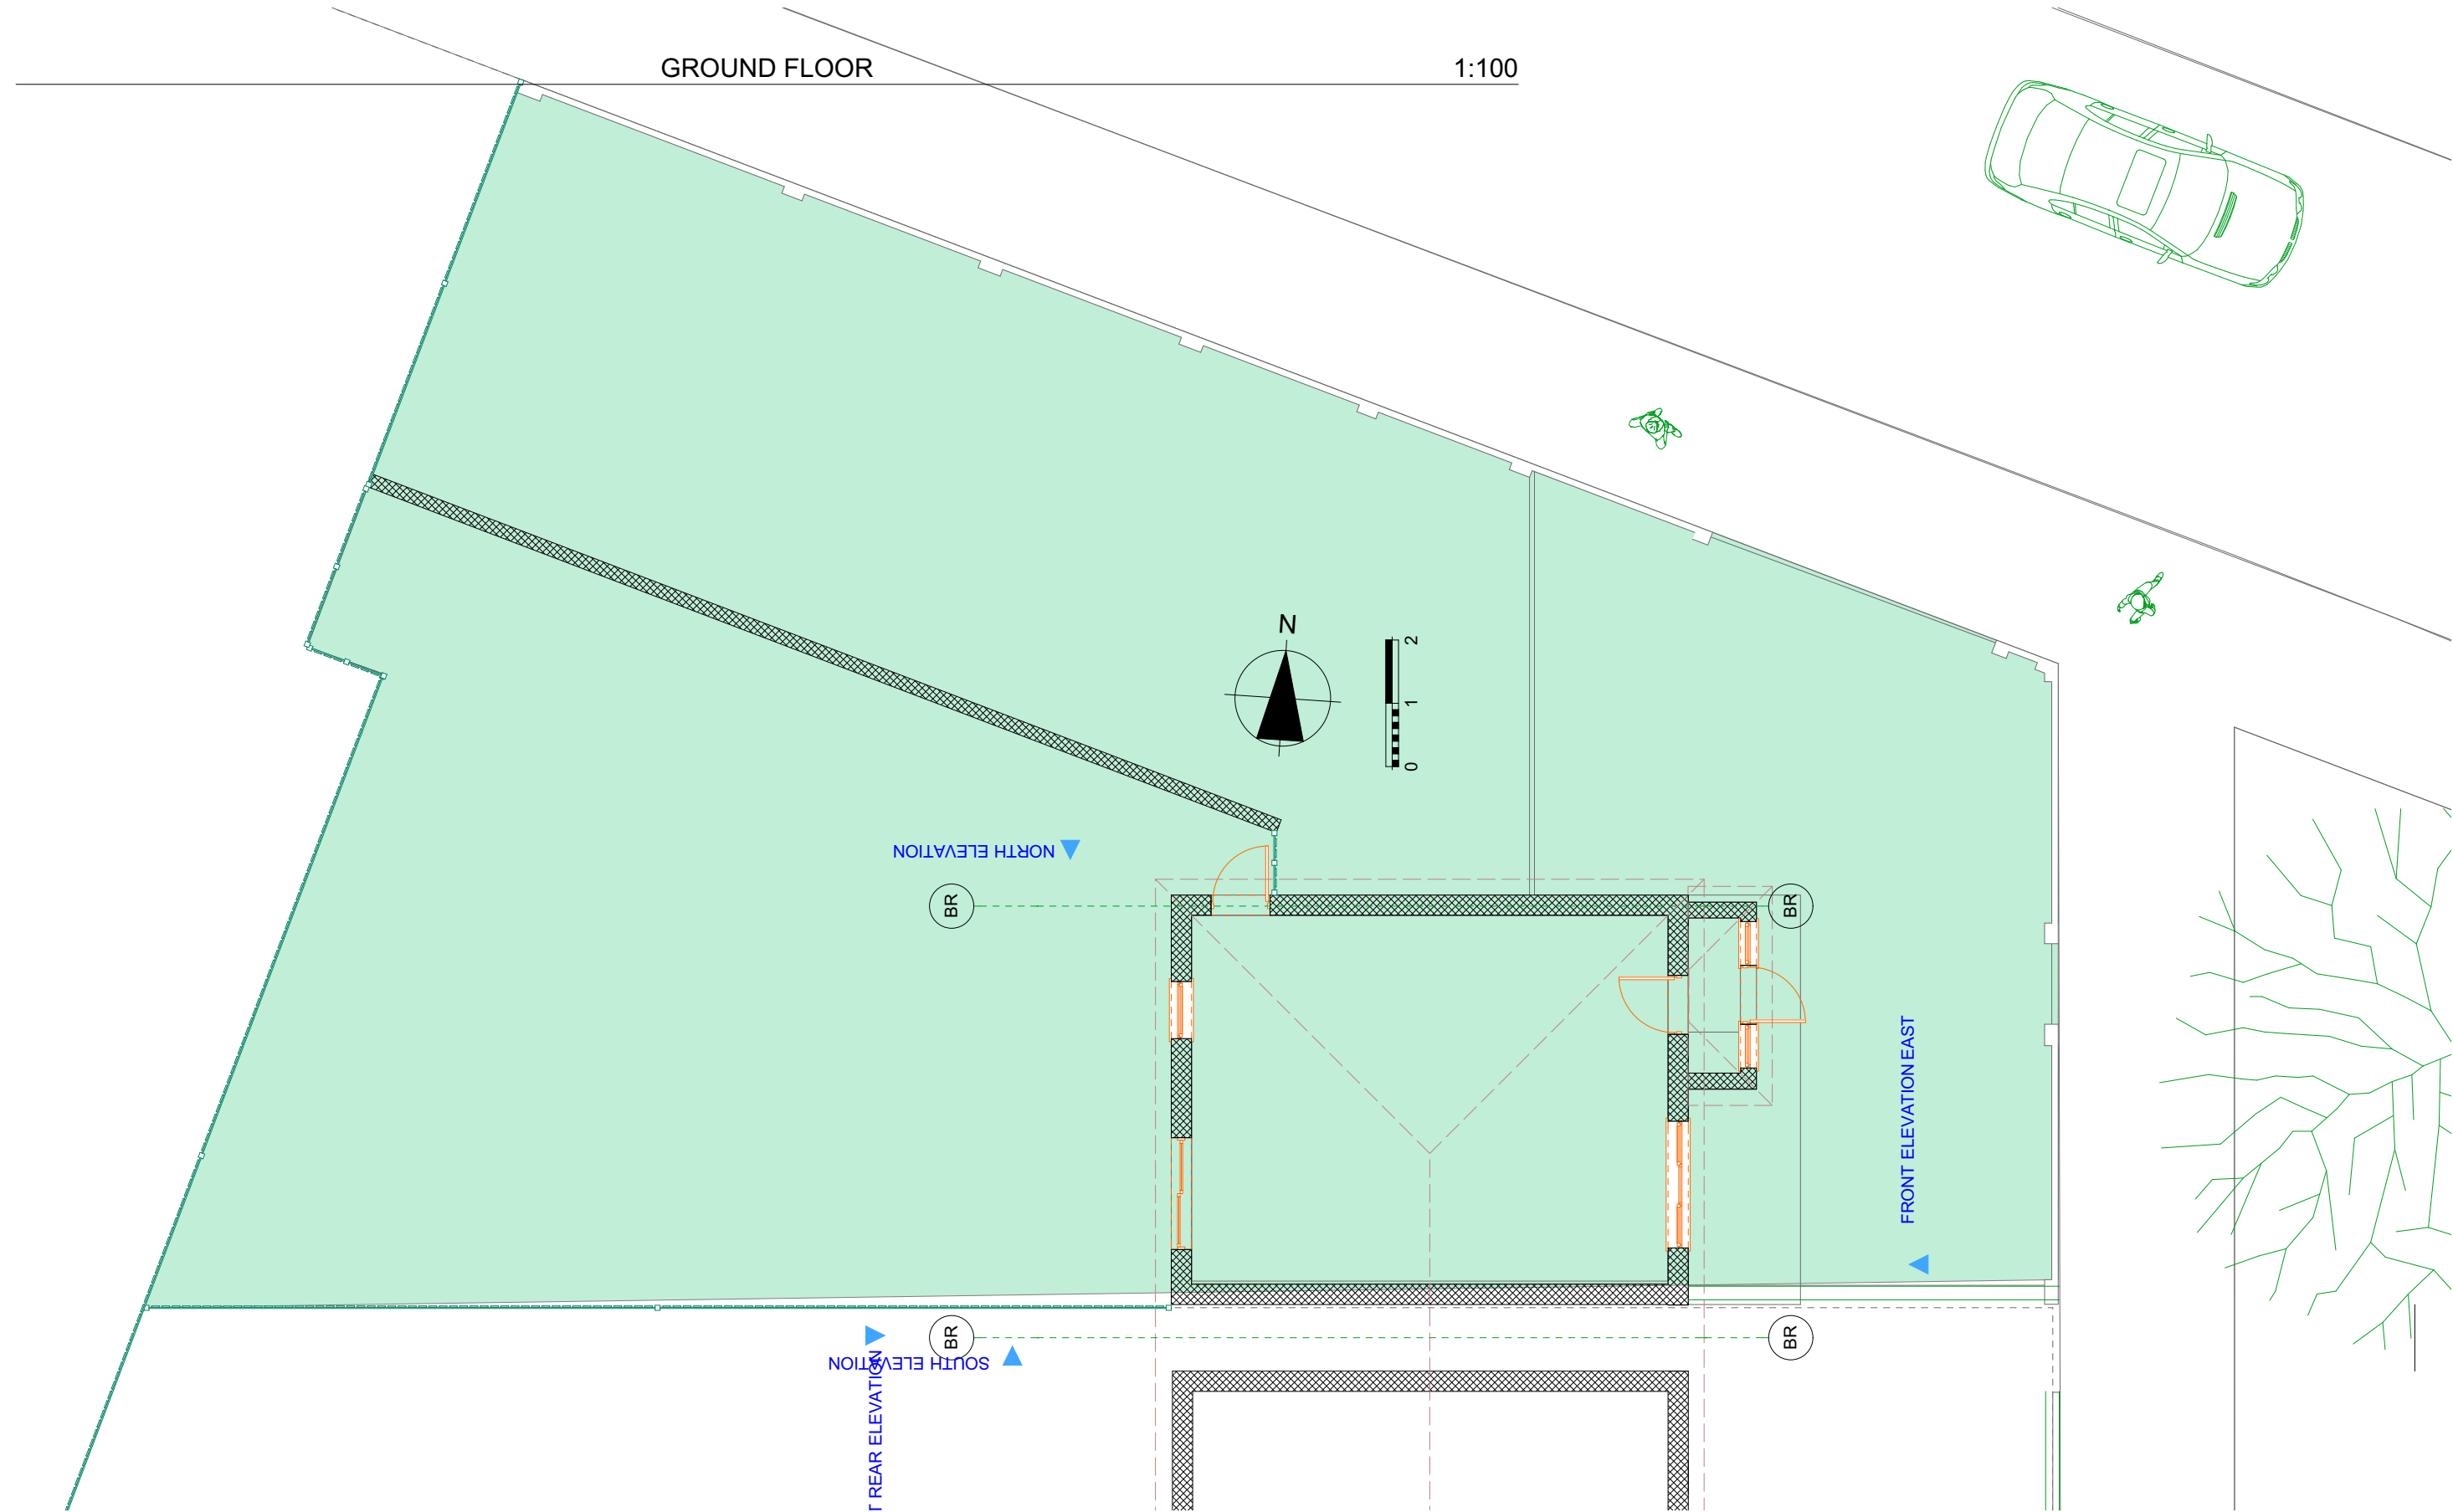 GROUND FLOOR 1:100
N
2
1
0
NORTH ELEVATION
BR
BR
FRONT ELEVATION EAST
BR
BR
SOUTH ELEVATION
T REAR ELEVATION